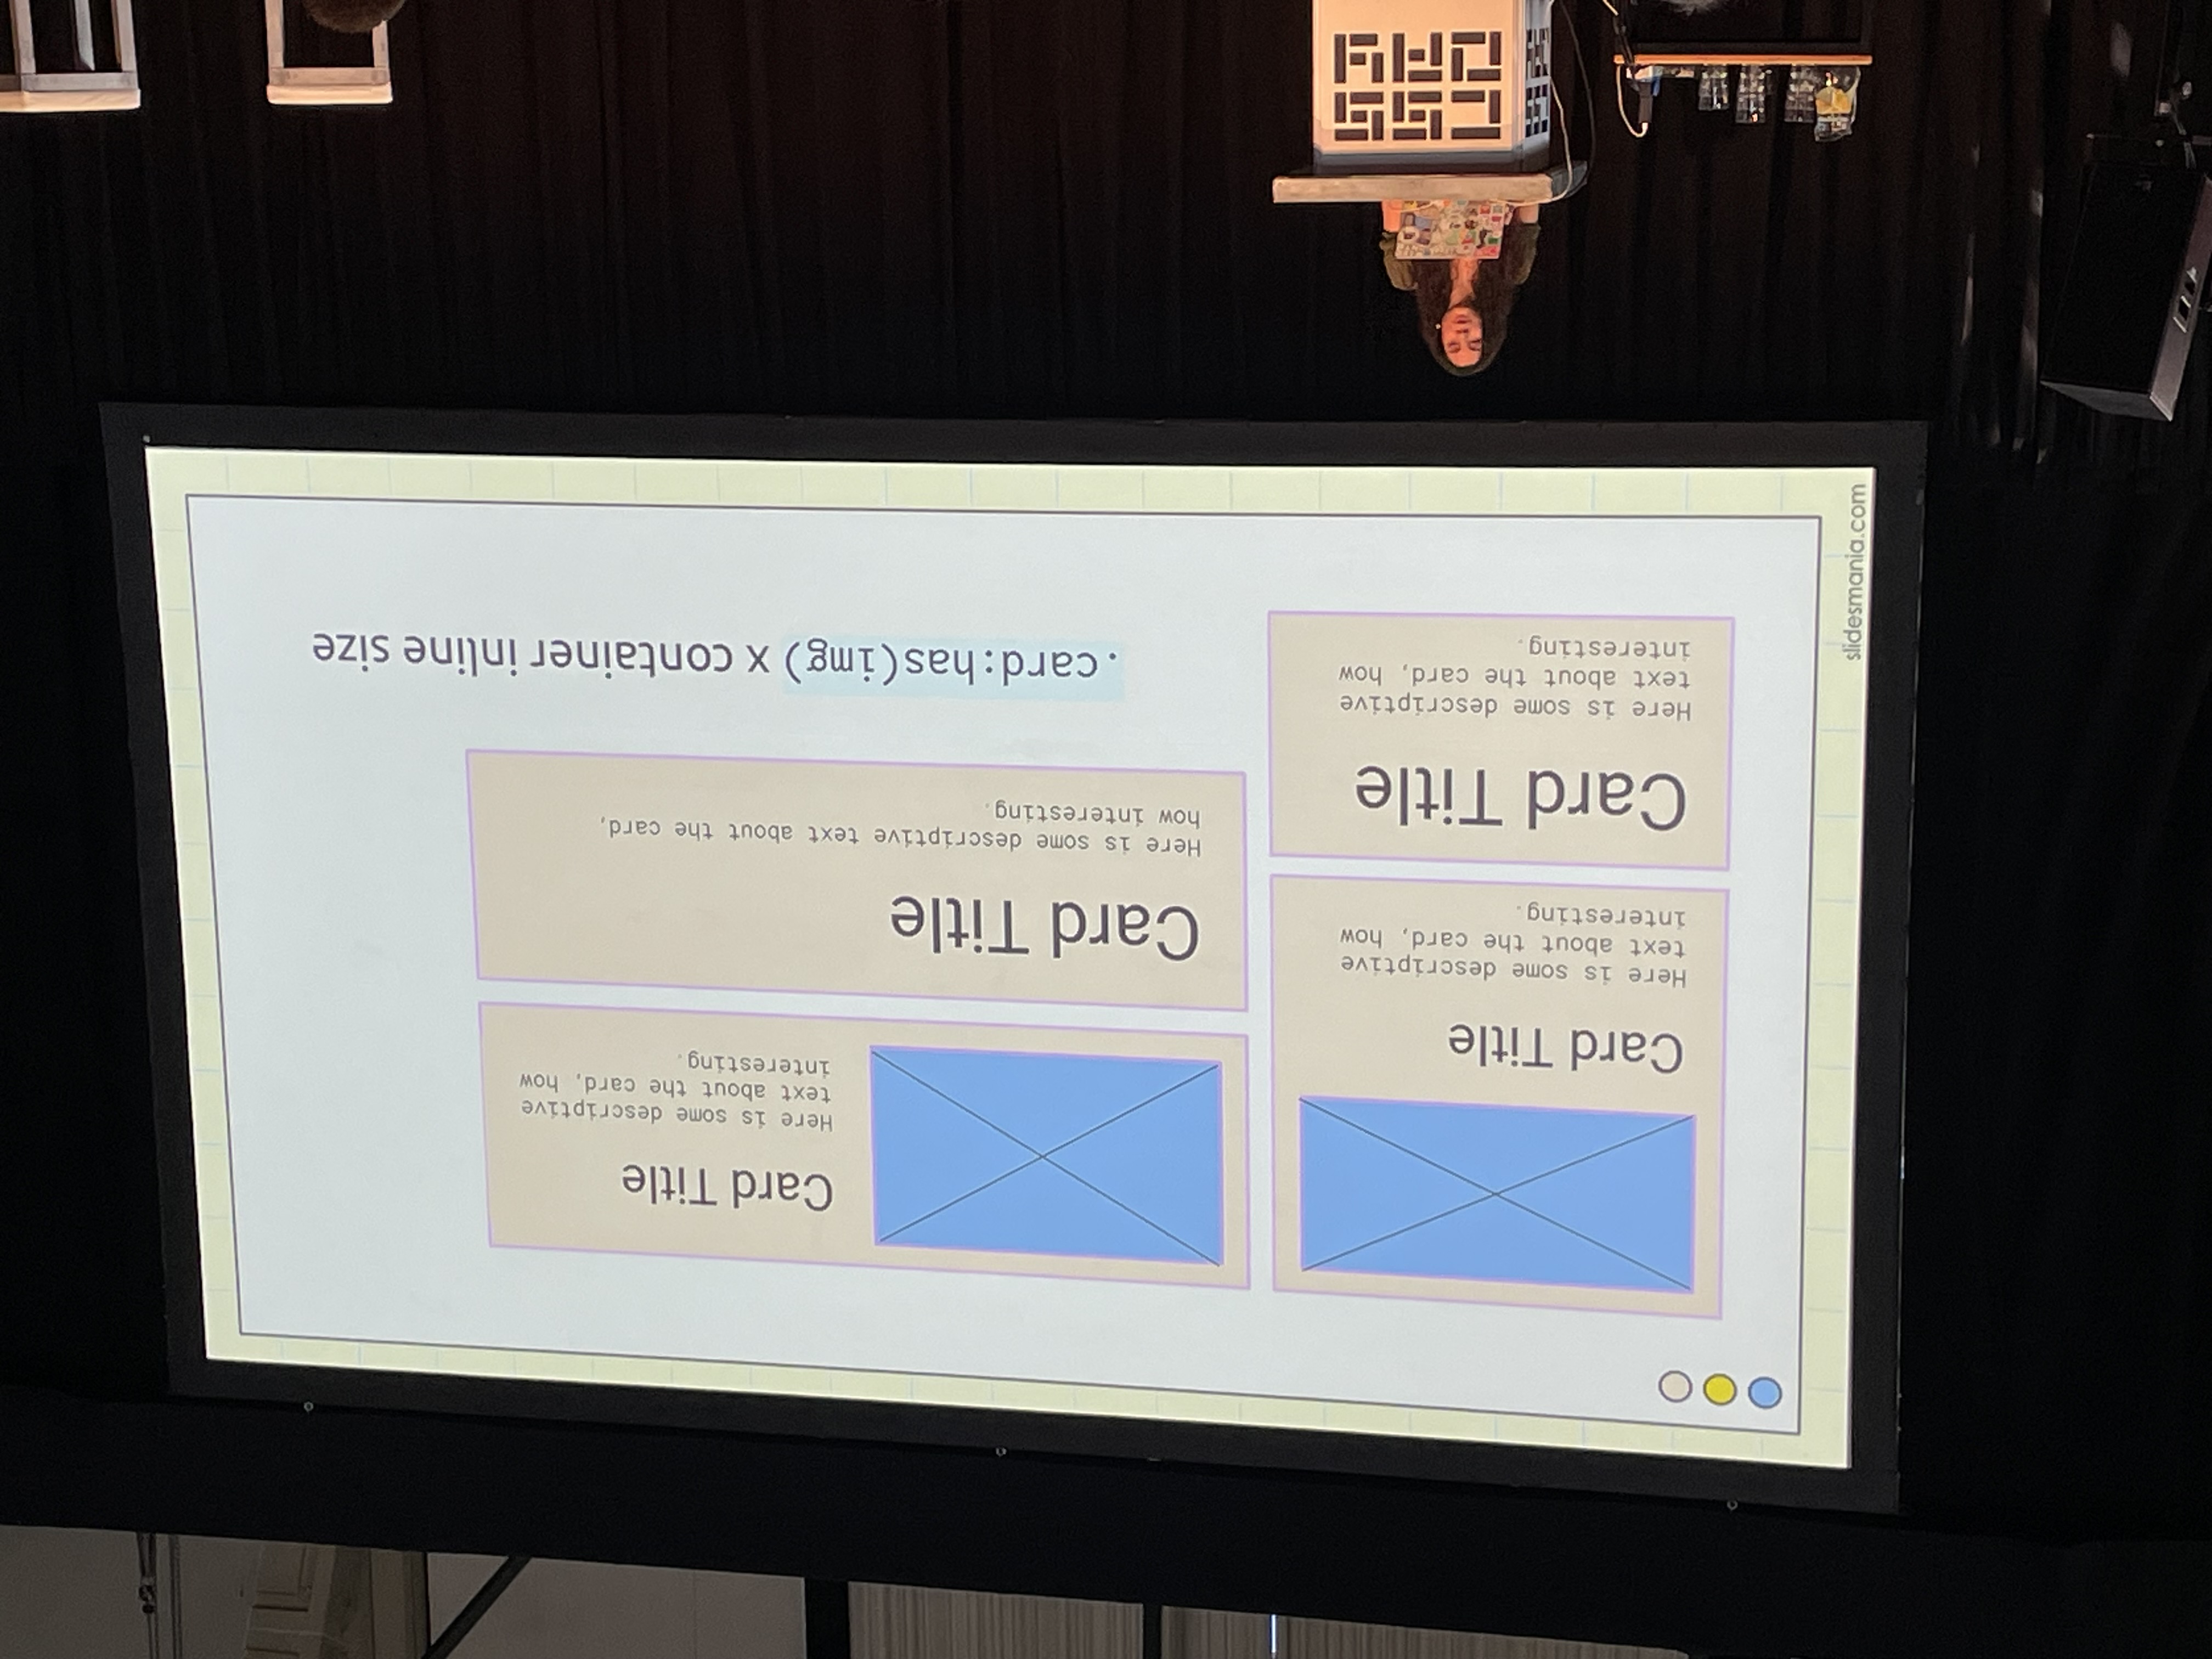 Card Title
Here is some descriptive
text about the card, how
interesting.
Card Title
Here is some descriptive
text about the card, how
interesting.
Card Title
Here is some descriptive
text about the card, how
interesting.
Card Title
Here is some descriptive text about the card,
how interesting.
.card:has(img) x container inline size
slidesmania.com
CSS
DAY